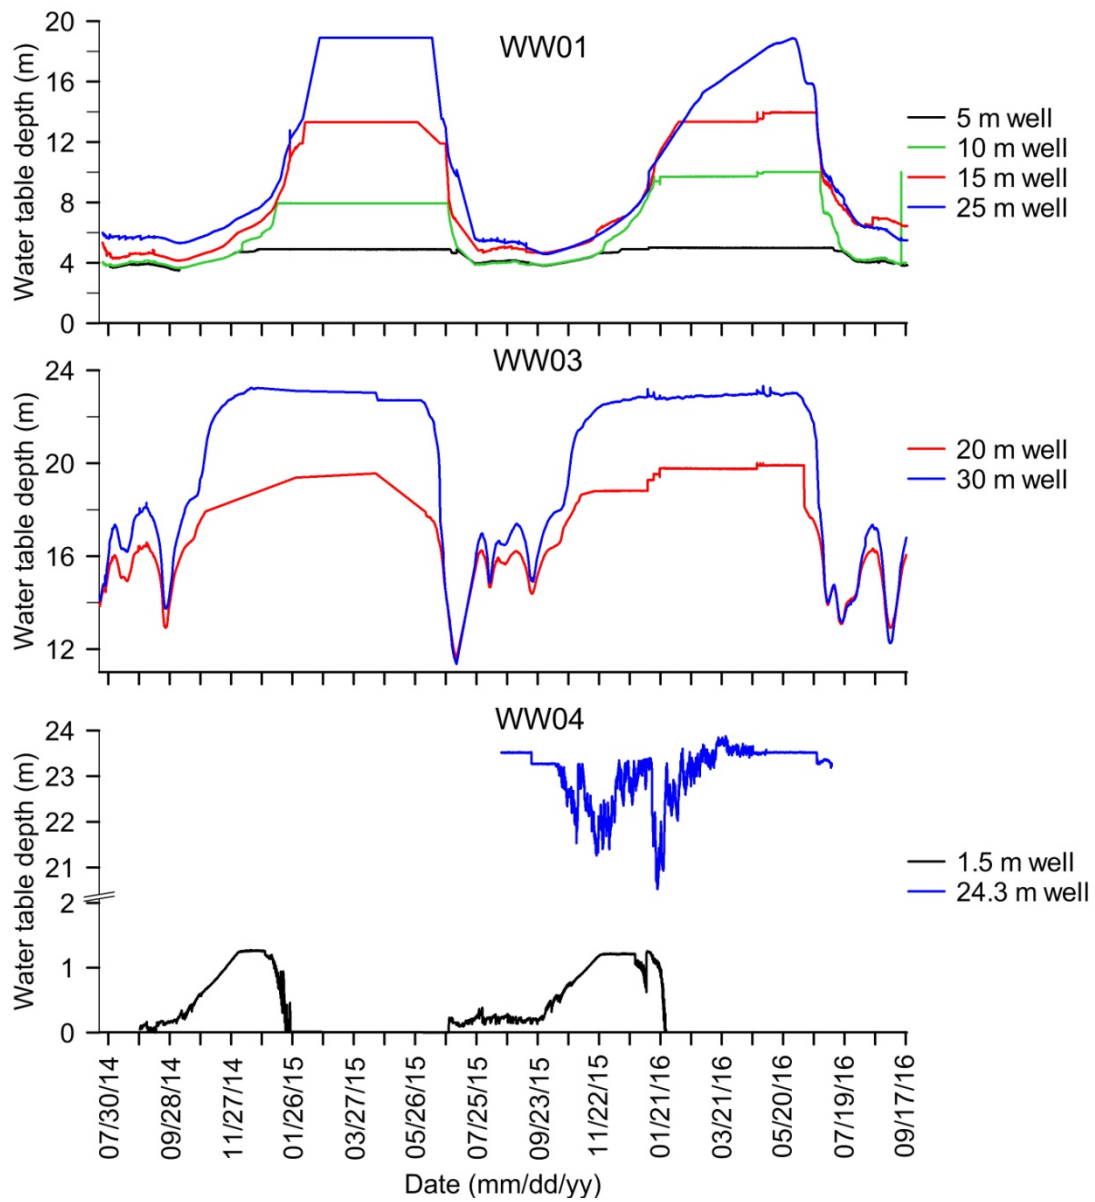 WW01
Water table depth (m)
20
16
12
8
4
0
5 m well
10 m well
15 m well
25 m well
WW03
Water table depth (m)
24
20
16
12
20 m well
30 m well
WW04
Water table depth (m)
24
23
22
21
2
1
0
1.5 m well
24.3 m well
07/30/14
09/28/14
11/27/14
01/26/15
03/27/15
05/26/15
07/25/15
09/23/15
11/22/15
01/21/16
03/21/16
05/20/16
07/19/16
09/17/16
Date (mm/dd/yy)